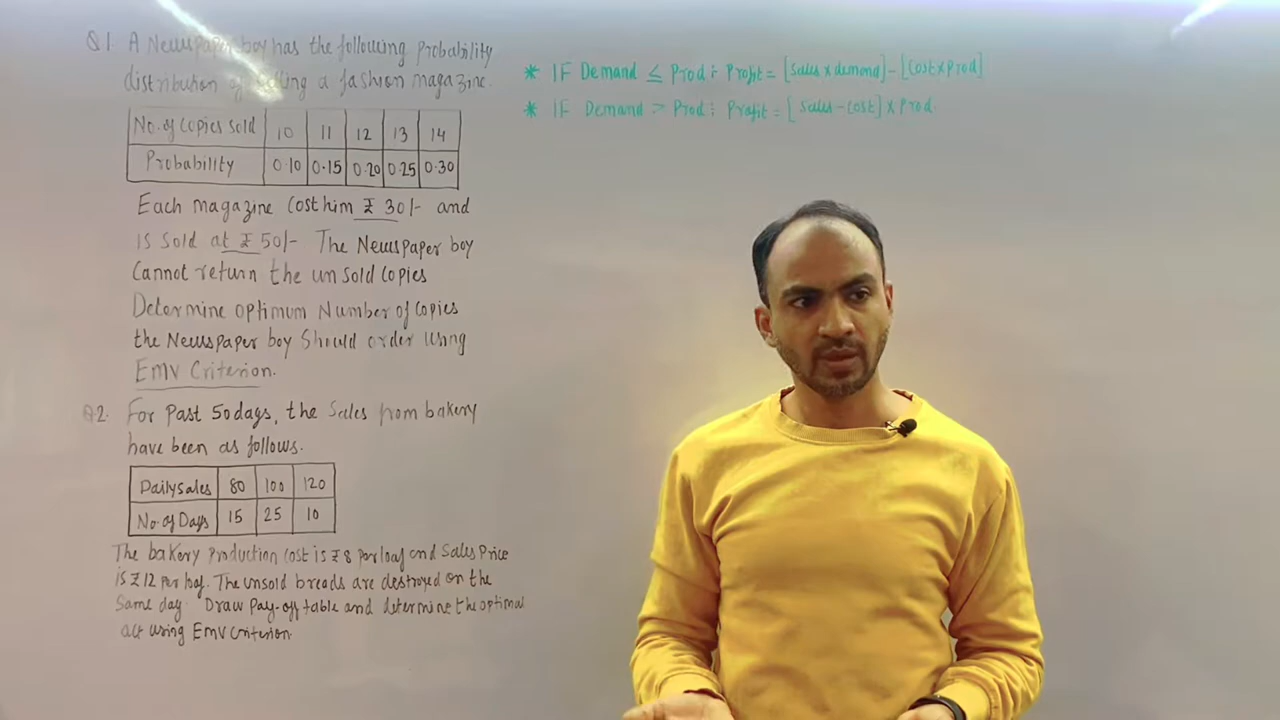 Q1. A Newspaper boy has the following Probability
distribution of selling a fashion magazine.
No. of Copies Sold 10 11 12 13 14
Probability 0.10 0.15 0.20 0.25 0.30
Each magazine Cost him ₹ 30/- and
is sold at ₹ 50/- The Newspaper boy
Cannot return the unsold Copies
Determine optimum Number of Copies
the Newspaper boy Should order Using
EMV Criterion.
Q2. For Past 50 days, the Sales from bakery
have been as follows.
Daily Sales 80 100 120
No. of Days 15 25 10
The bakery Production Cost is ₹ 8 Per loaf and Sales Price
is ₹ 12 Per loaf. The unsold breads are destroyed on the
Same day. Draw Pay-off table and determine the optimal
act using Emv Criterion.
* IF Demand ≤ Prod : Profit = [Sales x demand] - [Cost x Prod]
* IF Demand > Prod : Profit = [Sales - Cost] x Prod.